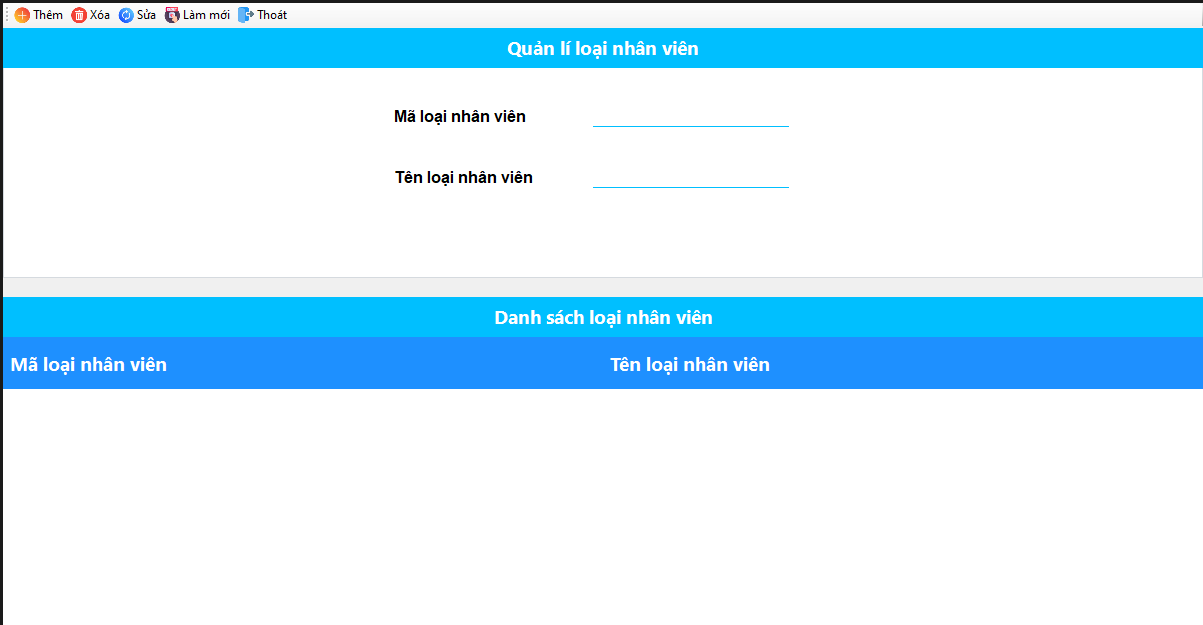 Thêm Xóa Sửa Làm mới Thoát
Quản lí loại nhân viên
Mã loại nhân viên
Tên loại nhân viên
Danh sách loại nhân viên
Mã loại nhân viên Tên loại nhân viên